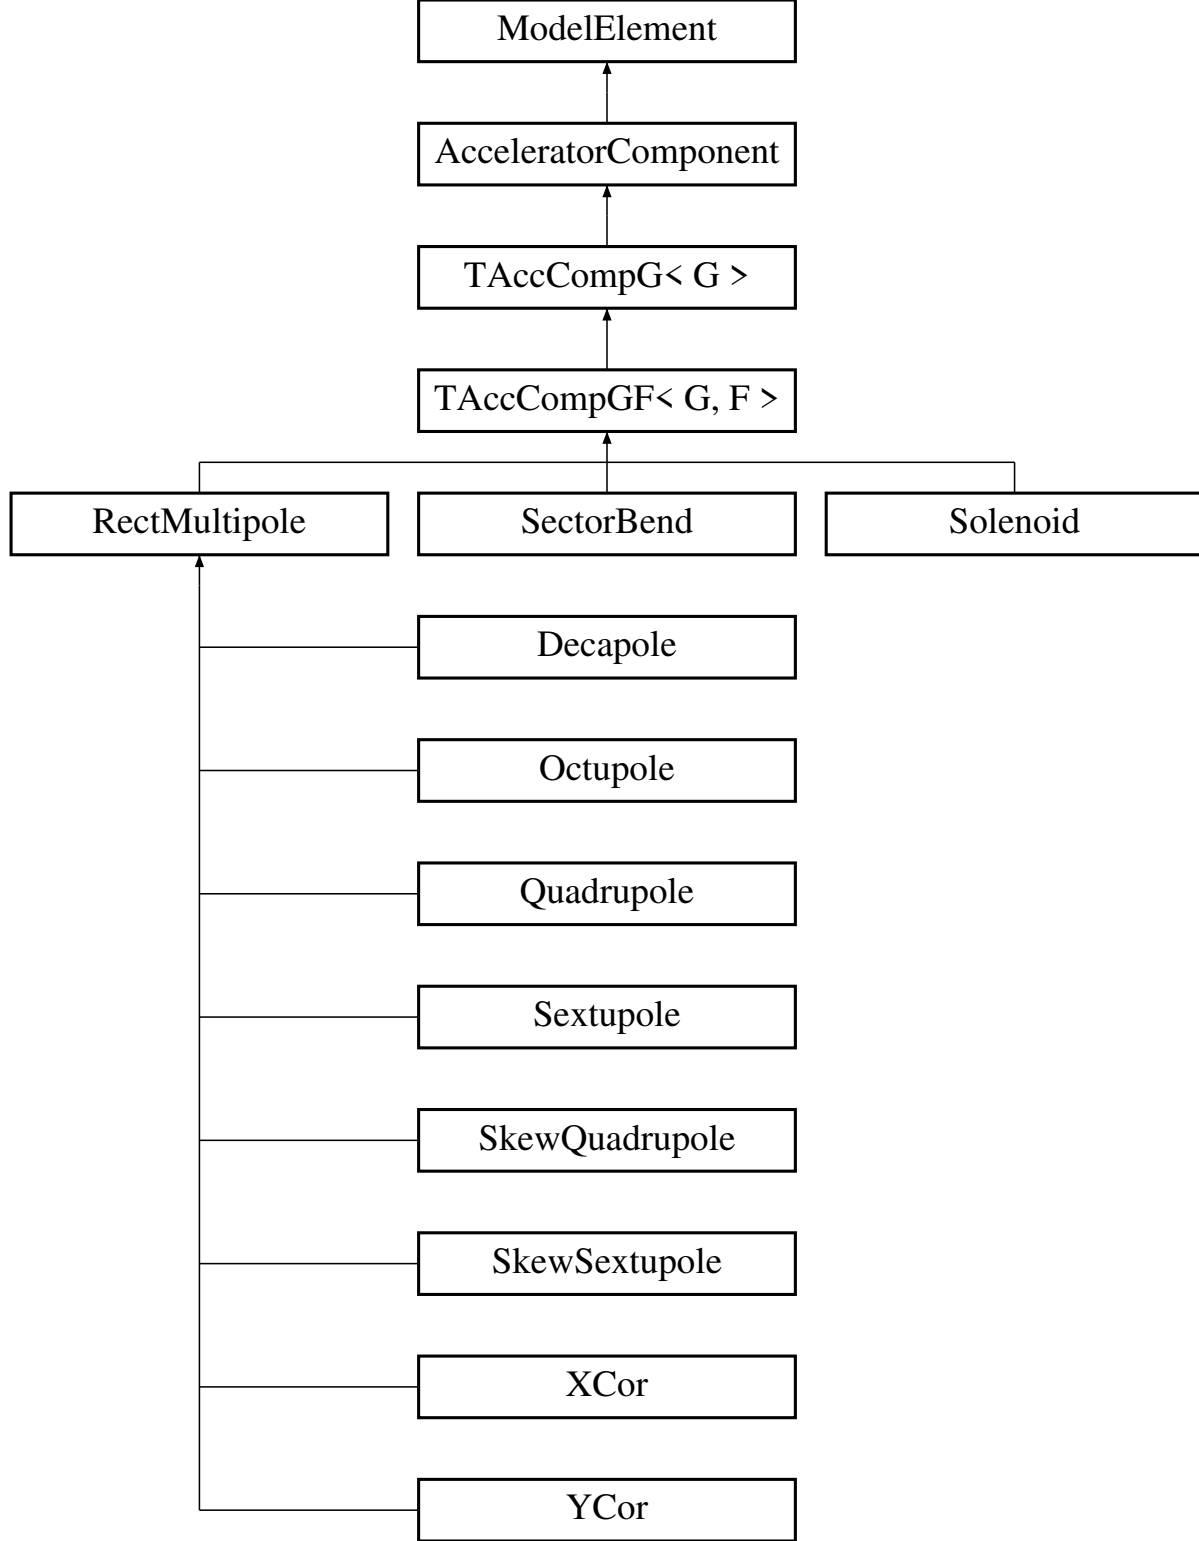 ModelElement
AcceleratorComponent
TAccCompG< G >
TAccCompGF< G, F >
RectMultipole
SectorBend
Solenoid
Decapole
Octupole
Quadrupole
Sextupole
SkewQuadrupole
SkewSextupole
XCor
YCor